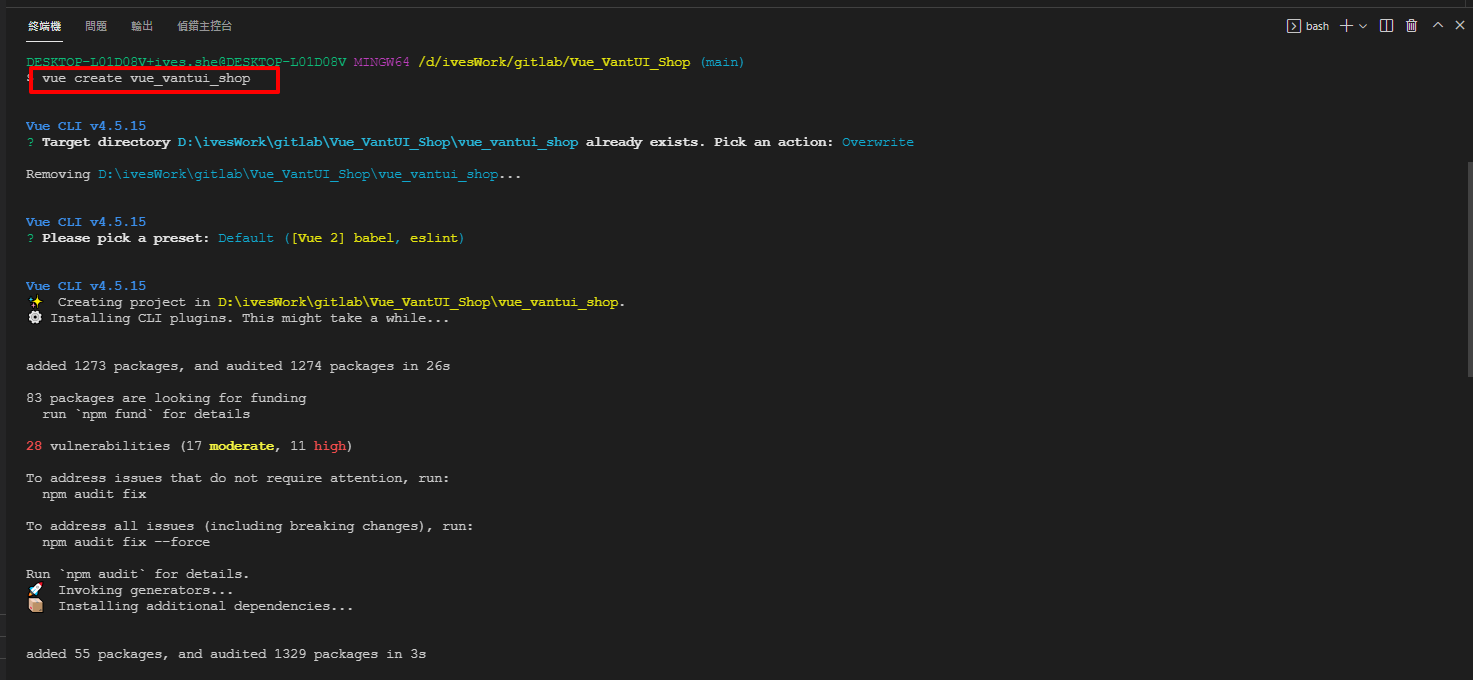 終端機 問題 輸出 偵錯主控台 bash
DESKTOP-L01D08V+ives.she@DESKTOP-L01D08V MINGW64 /d/ivesWork/gitlab/Vue_VantUI_Shop (main)
$ vue create vue_vantui_shop
Vue CLI v4.5.15
? Target directory D:\ivesWork\gitlab\Vue_VantUI_Shop\vue_vantui_shop already exists. Pick an action: Overwrite
Removing D:\ivesWork\gitlab\Vue_VantUI_Shop\vue_vantui_shop...
Vue CLI v4.5.15
? Please pick a preset: Default ([Vue 2] babel, eslint)
Vue CLI v4.5.15
✨ Creating project in D:\ivesWork\gitlab\Vue_VantUI_Shop\vue_vantui_shop.
⚙ Installing CLI plugins. This might take a while...
added 1273 packages, and audited 1274 packages in 26s
83 packages are looking for funding
run `npm fund` for details
28 vulnerabilities (17 moderate, 11 high)
To address issues that do not require attention, run:
npm audit fix
To address all issues (including breaking changes), run:
npm audit fix --force
Run `npm audit` for details.
🚀 Invoking generators...
📦 Installing additional dependencies...
added 55 packages, and audited 1329 packages in 3s